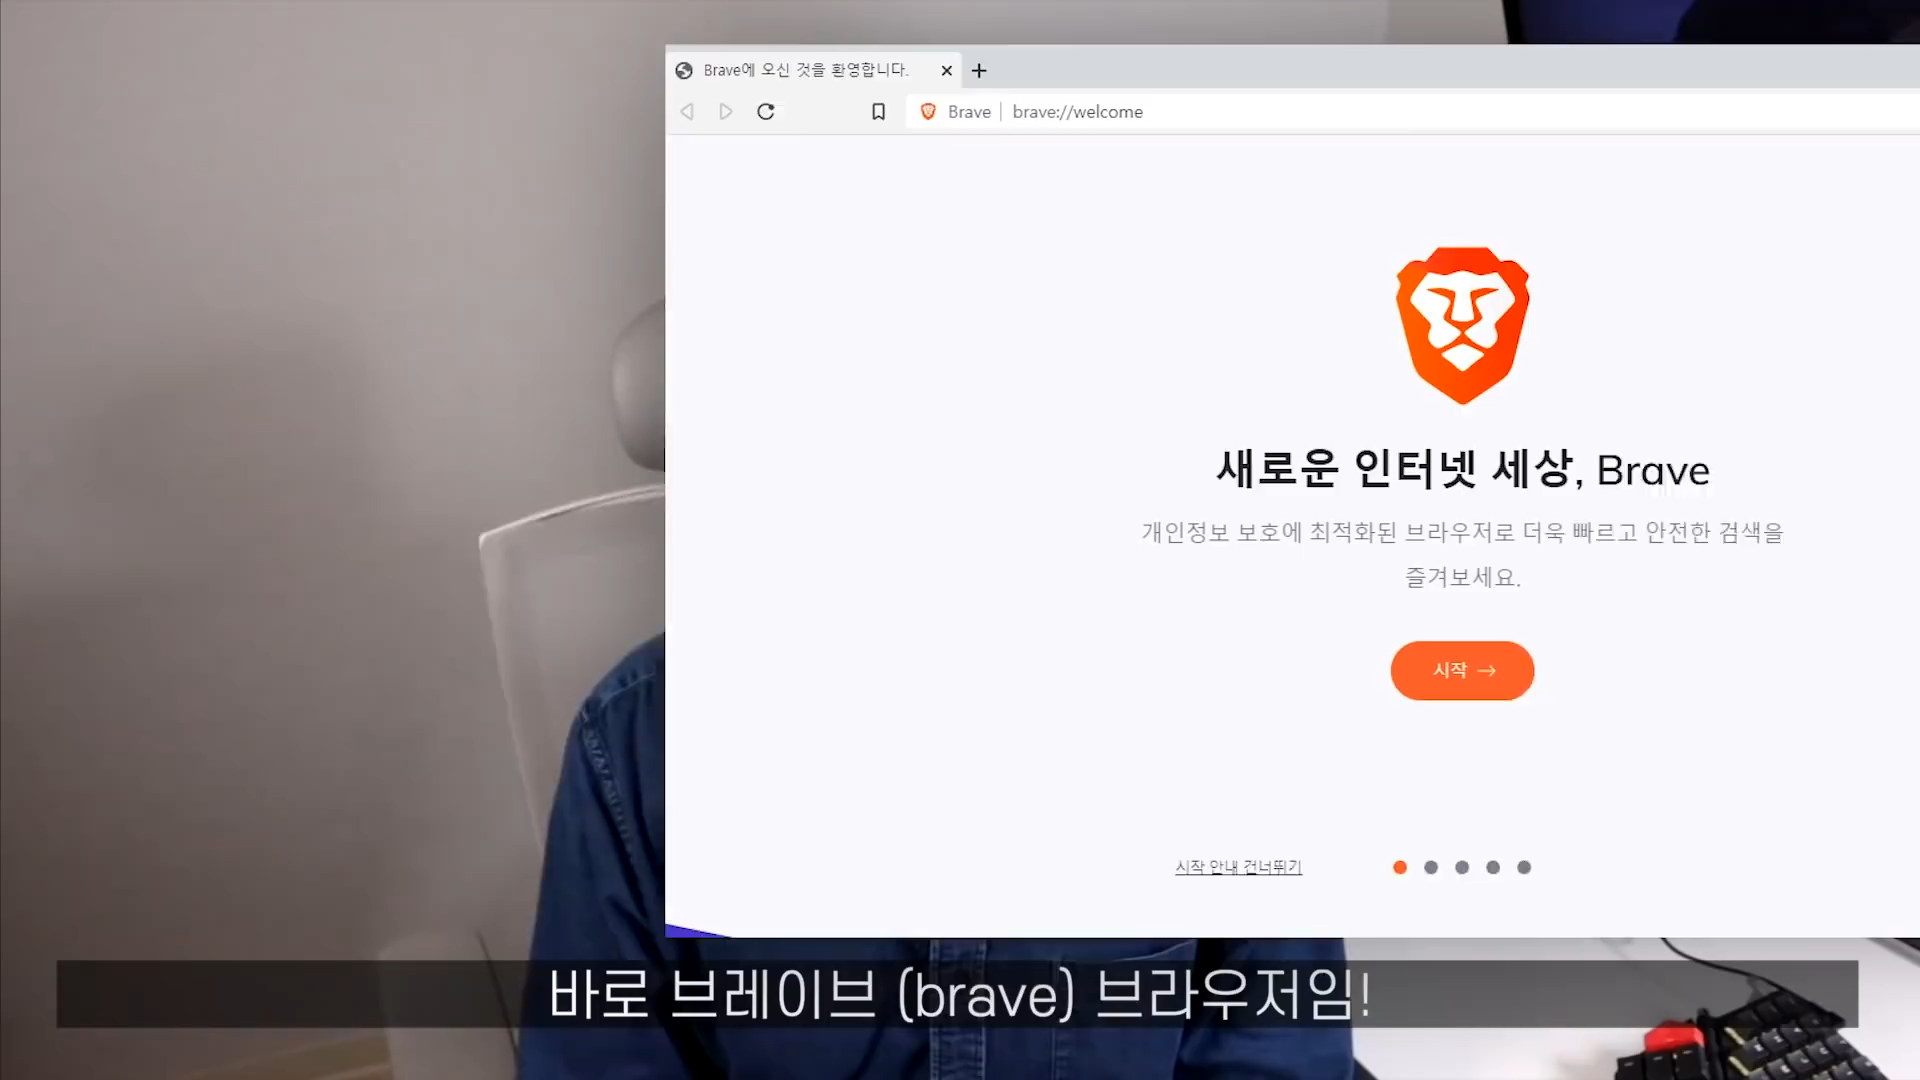 Brave에 오신 것을 환영합니다.
Brave | brave://welcome
새로운 인터넷 세상, Brave
개인정보 보호에 최적화된 브라우저로 더욱 빠르고 안전한 검색을
즐겨보세요.
시작 →
시작 안내 건너뛰기
바로 브레이브 (brave) 브라우저임!